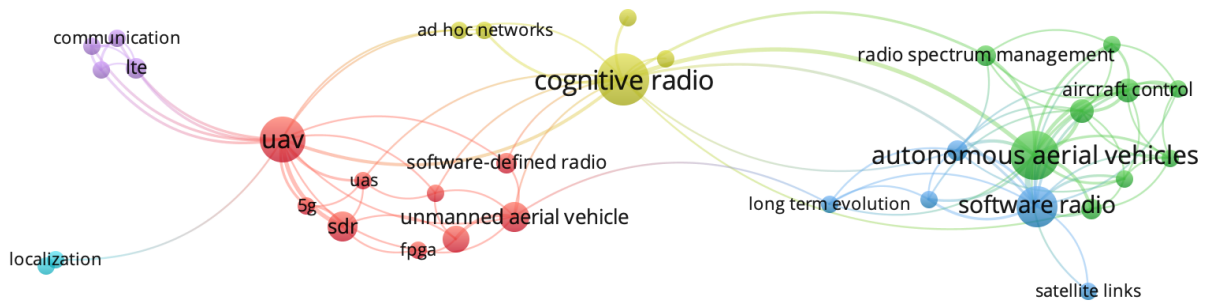 communication
ad hoc networks
radio spectrum management
lte
cognitive radio
aircraft control
uav
software-defined radio
autonomous aerial vehicles
uas
5g
unmanned aerial vehicle
long term evolution
software radio
sdr
fpga
localization
satellite links